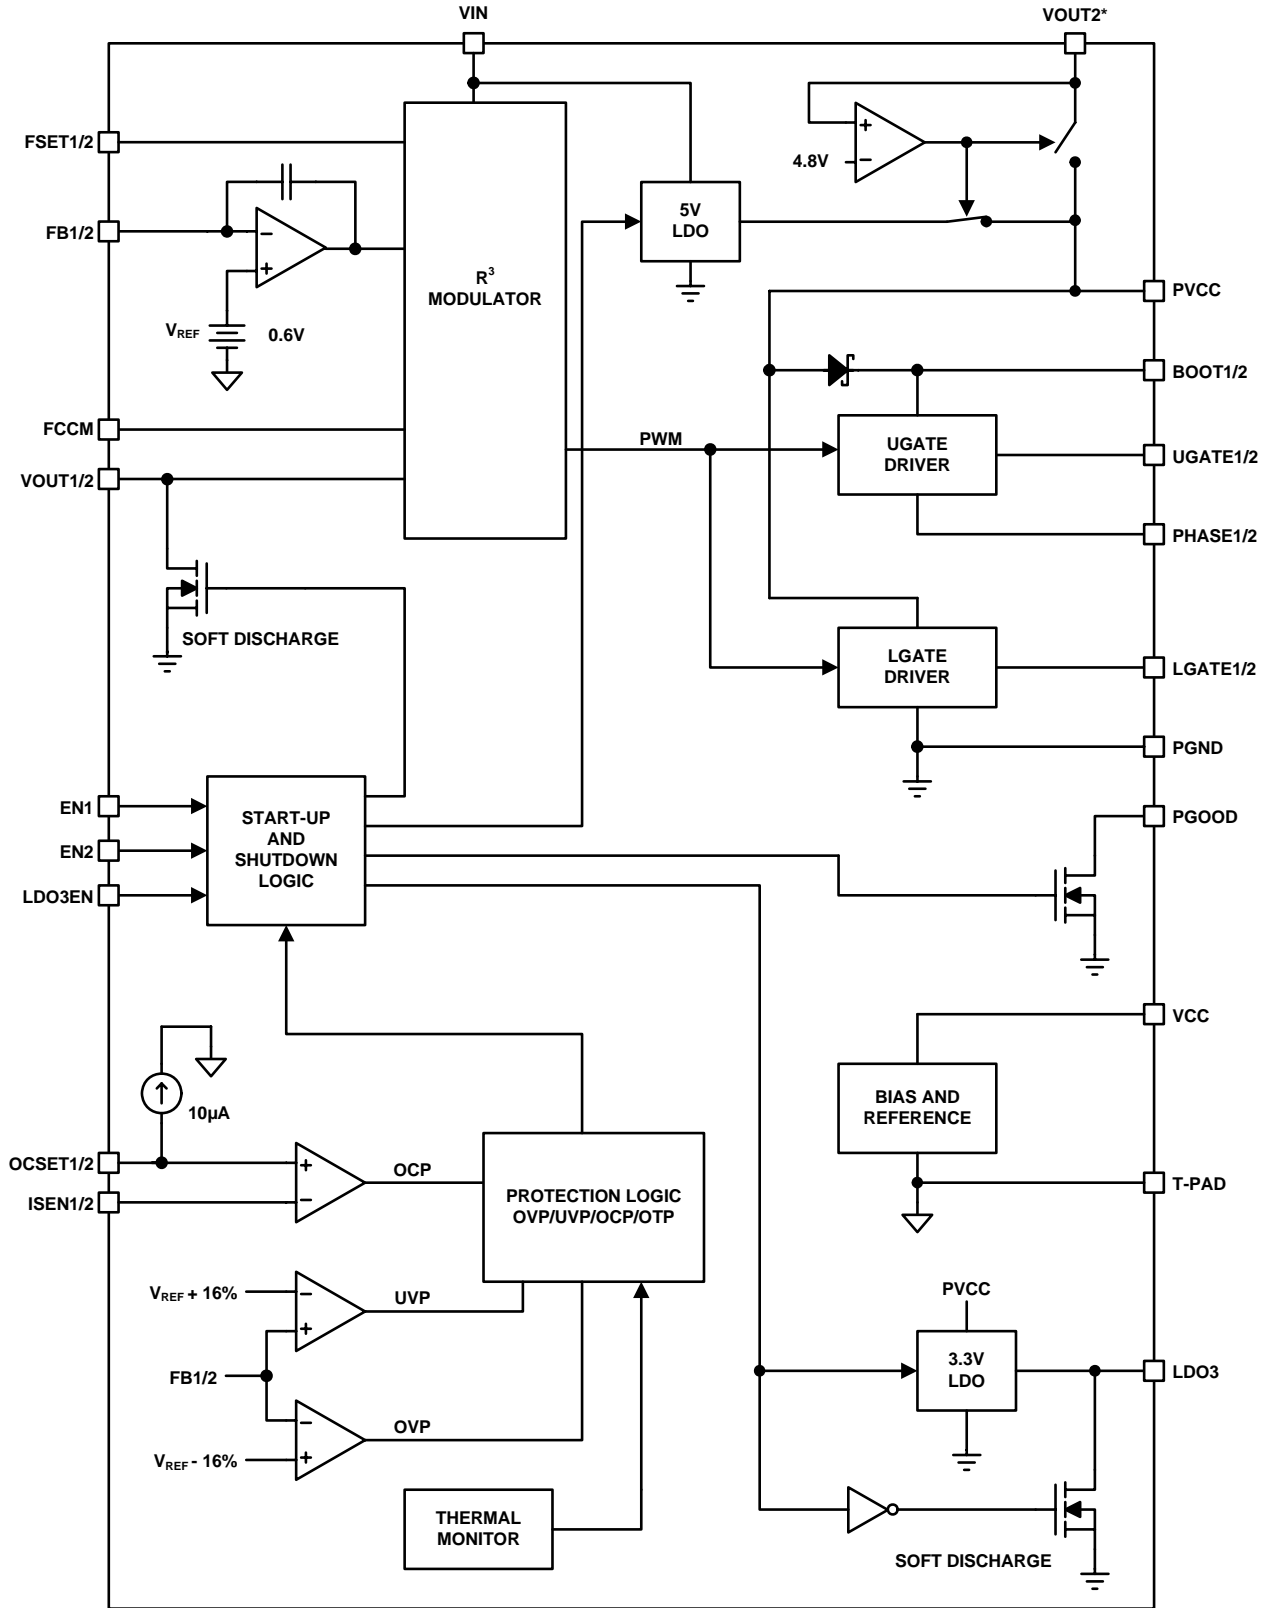 VIN
VOUT2*
FSET1/2
+
4.8V
−
5V
LDO
FB1/2
−
+
R³
MODULATOR
PVCC
VREF
0.6V
BOOT1/2
FCCM
PWM
UGATE
DRIVER
UGATE1/2
VOUT1/2
PHASE1/2
SOFT DISCHARGE
LGATE
DRIVER
LGATE1/2
PGND
EN1
EN2
LDO3EN
START-UP
AND
SHUTDOWN
LOGIC
PGOOD
VCC
10µA
BIAS AND
REFERENCE
OCSET1/2
ISEN1/2
+
−
OCP
PROTECTION LOGIC
OVP/UVP/OCP/OTP
T-PAD
VREF + 16%
−
+
UVP
PVCC
FB1/2
3.3V
LDO
LDO3
−
+
OVP
VREF - 16%
THERMAL
MONITOR
SOFT DISCHARGE